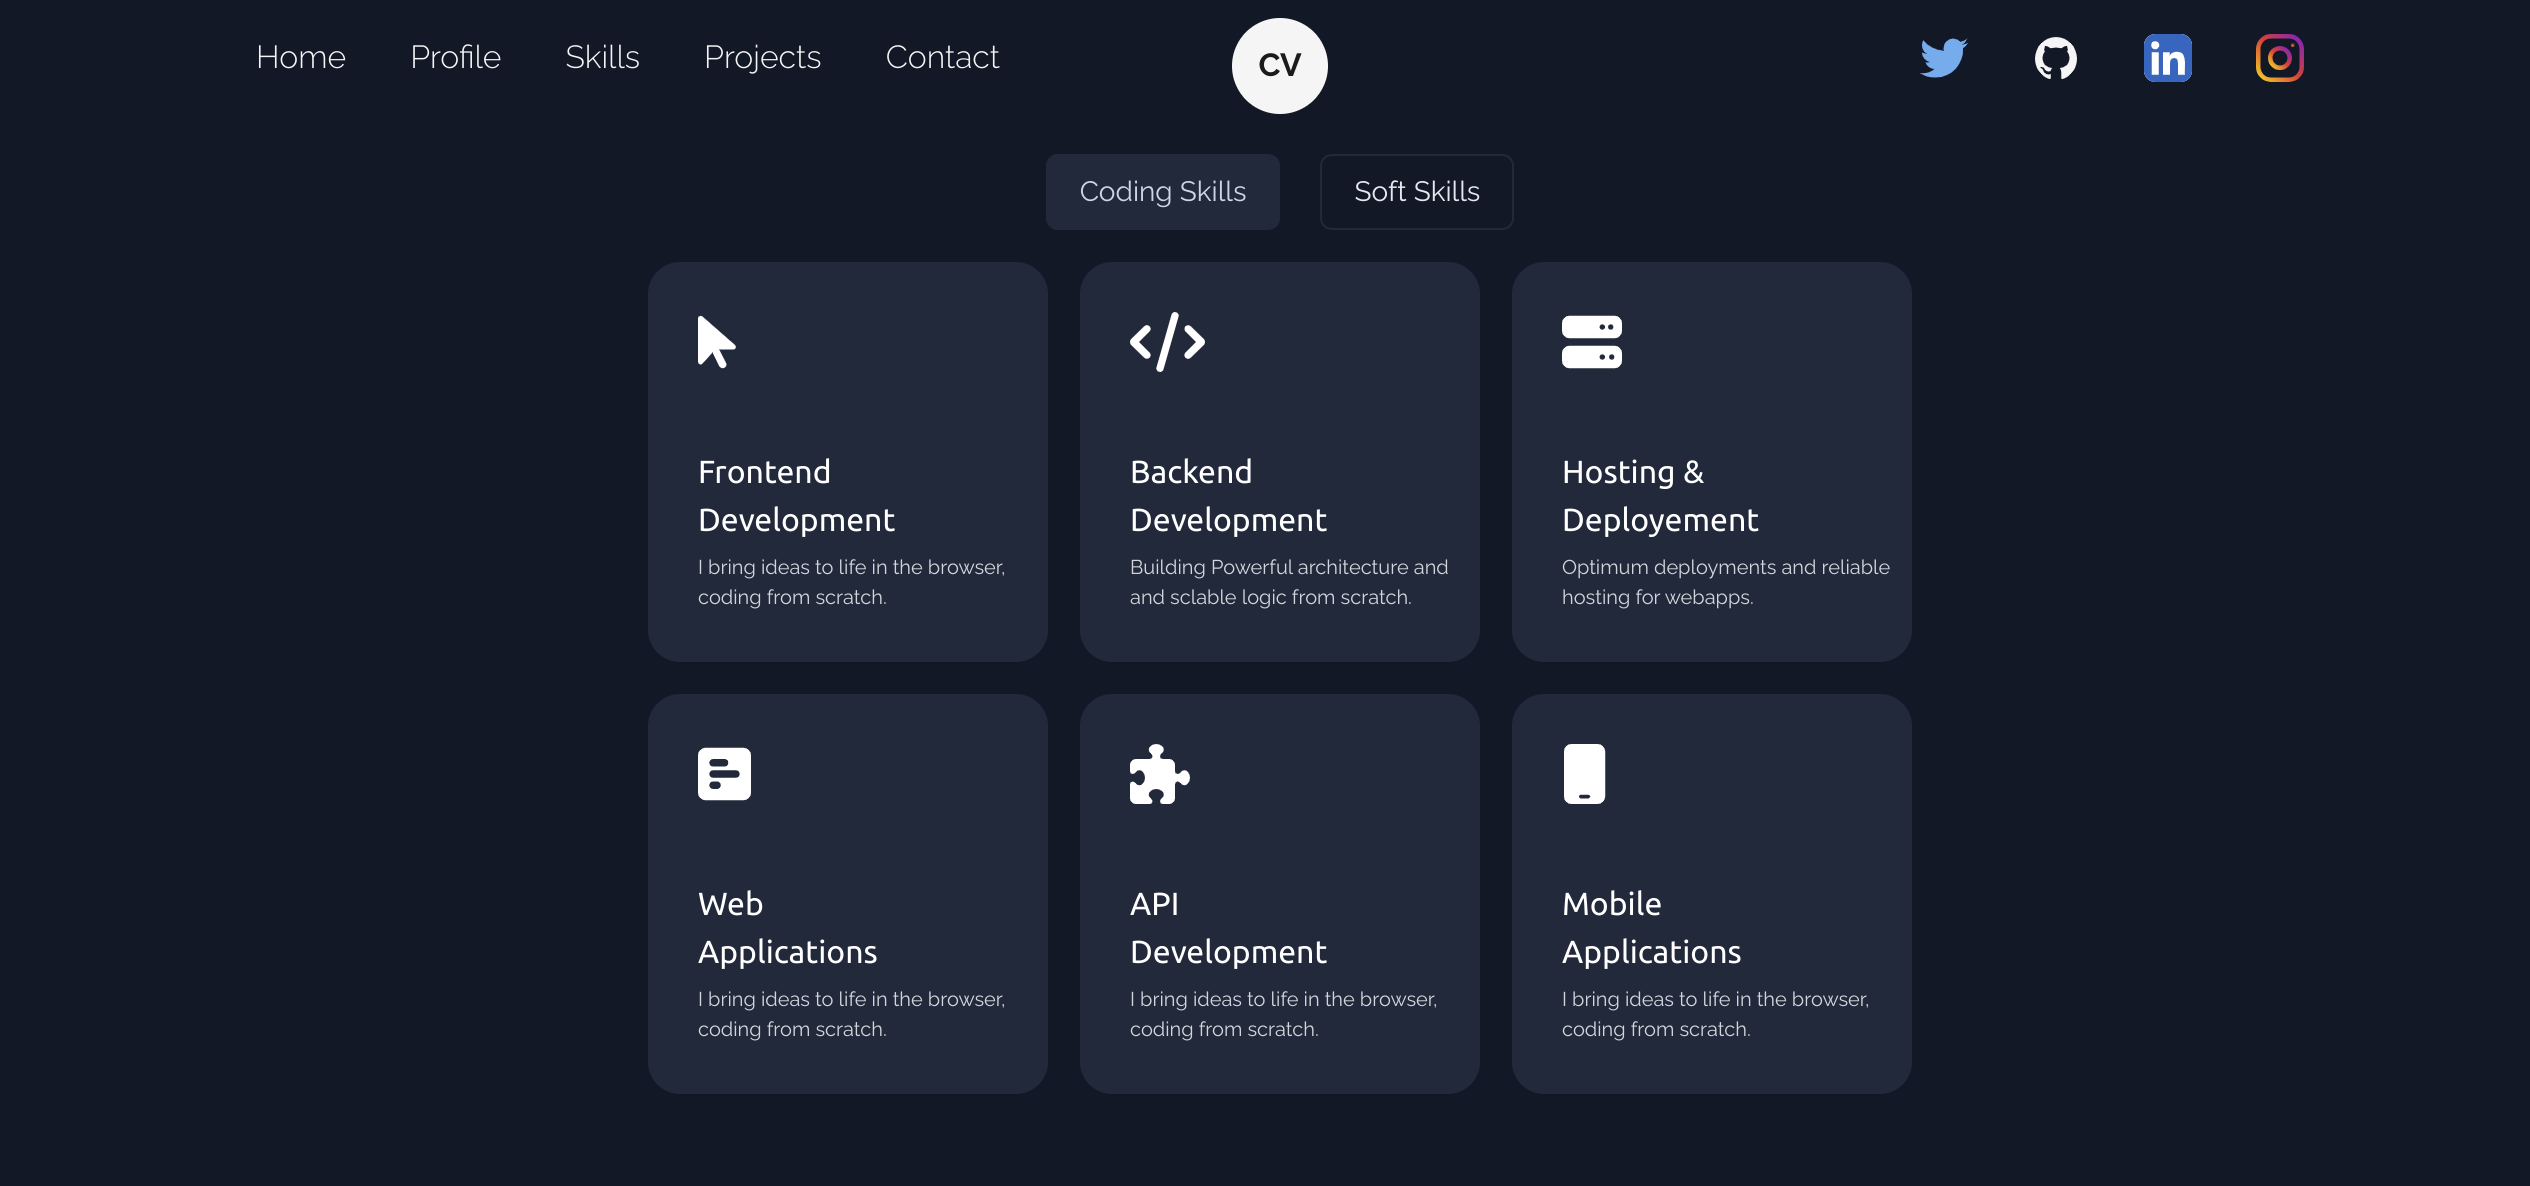 Home Profile Skills Projects Contact
CV
in
Coding Skills
Soft Skills
Frontend
Development
I bring ideas to life in the browser,
coding from scratch.
Backend
Development
Building Powerful architecture and
and sclable logic from scratch.
Hosting &
Deployement
Optimum deployments and reliable
hosting for webapps.
Web
Applications
I bring ideas to life in the browser,
coding from scratch.
API
Development
I bring ideas to life in the browser,
coding from scratch.
Mobile
Applications
I bring ideas to life in the browser,
coding from scratch.